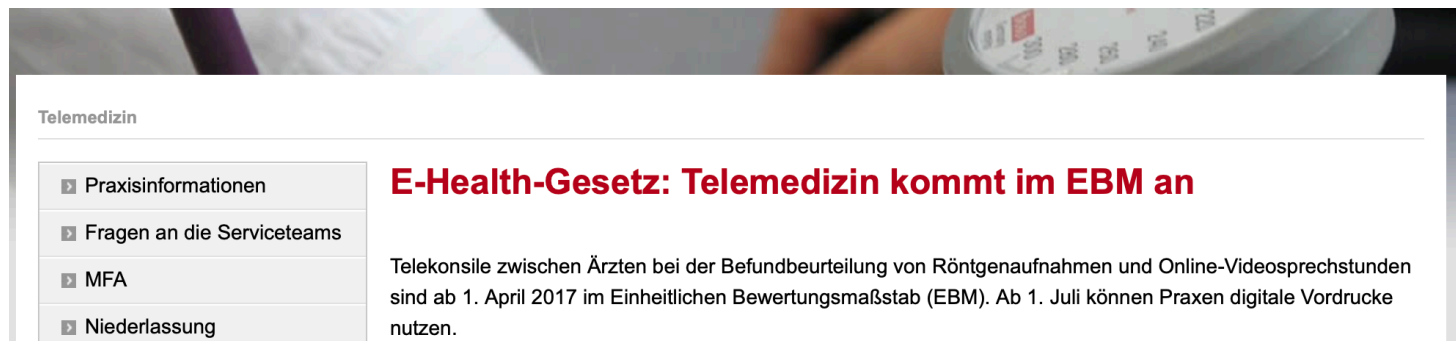 Telemedizin
Praxisinformationen
Fragen an die Serviceteams
MFA
Niederlassung
E-Health-Gesetz: Telemedizin kommt im EBM an
Telekonsile zwischen Ärzten bei der Befundbeurteilung von Röntgenaufnahmen und Online-Videosprechstunden
sind ab 1. April 2017 im Einheitlichen Bewertungsmaßstab (EBM). Ab 1. Juli können Praxen digitale Vordrucke
nutzen.